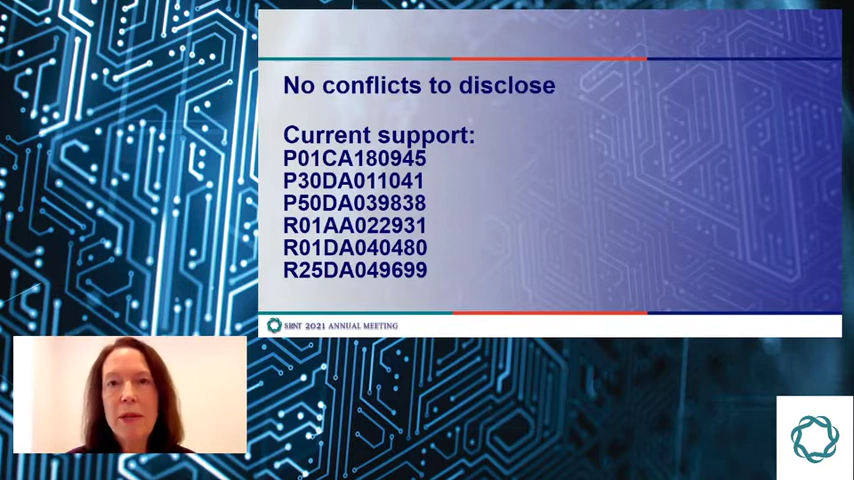 No conflicts to disclose
Current support:
P01CA180945
P30DA011041
P50DA039838
R01AA022931
R01DA040480
R25DA049699
SRNT 2021 ANNUAL MEETING